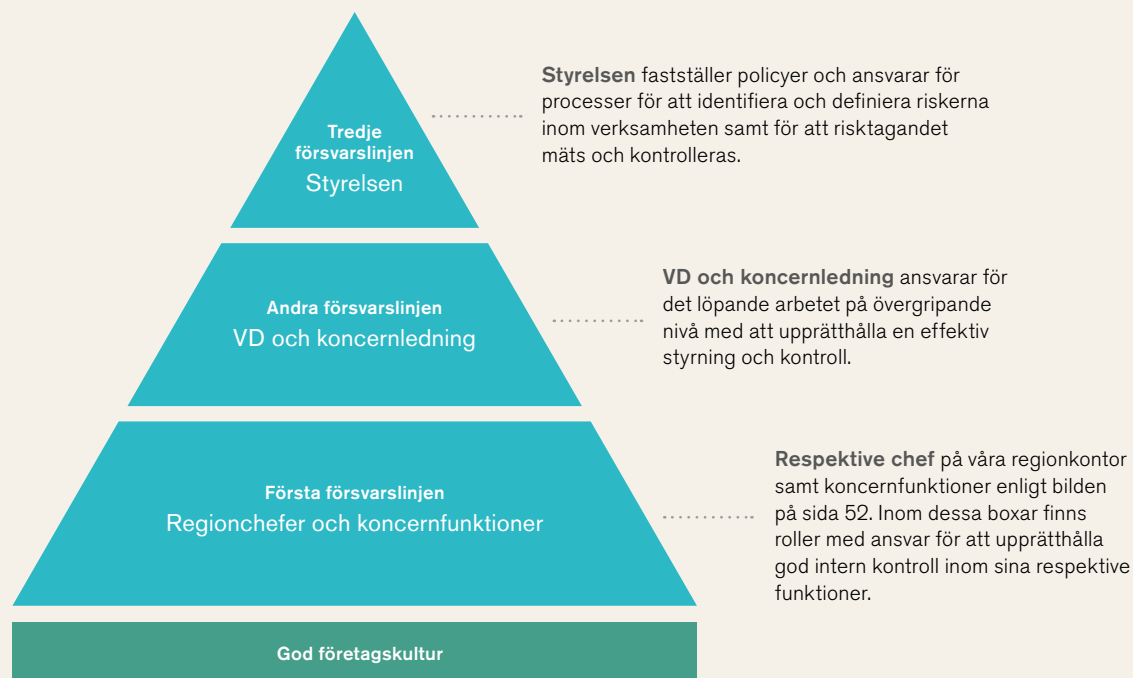 Tredje
försvarslinjen
Styrelsen
Styrelsen fastställer policyer och ansvarar för
processer för att identifiera och definiera riskerna
inom verksamheten samt för att risktagandet
mäts och kontrolleras.
Andra försvarslinjen
VD och koncernledning
VD och koncernledning ansvarar för
det löpande arbetet på övergripande
nivå med att upprätthålla en effektiv
styrning och kontroll.
Första försvarslinjen
Regionchefer och koncernfunktioner
Respektive chef på våra regionkontor
samt koncernfunktioner enligt bilden
på sida 52. Inom dessa boxar finns
roller med ansvar för att upprätthålla
god intern kontroll inom sina respektive
funktioner.
God företagskultur